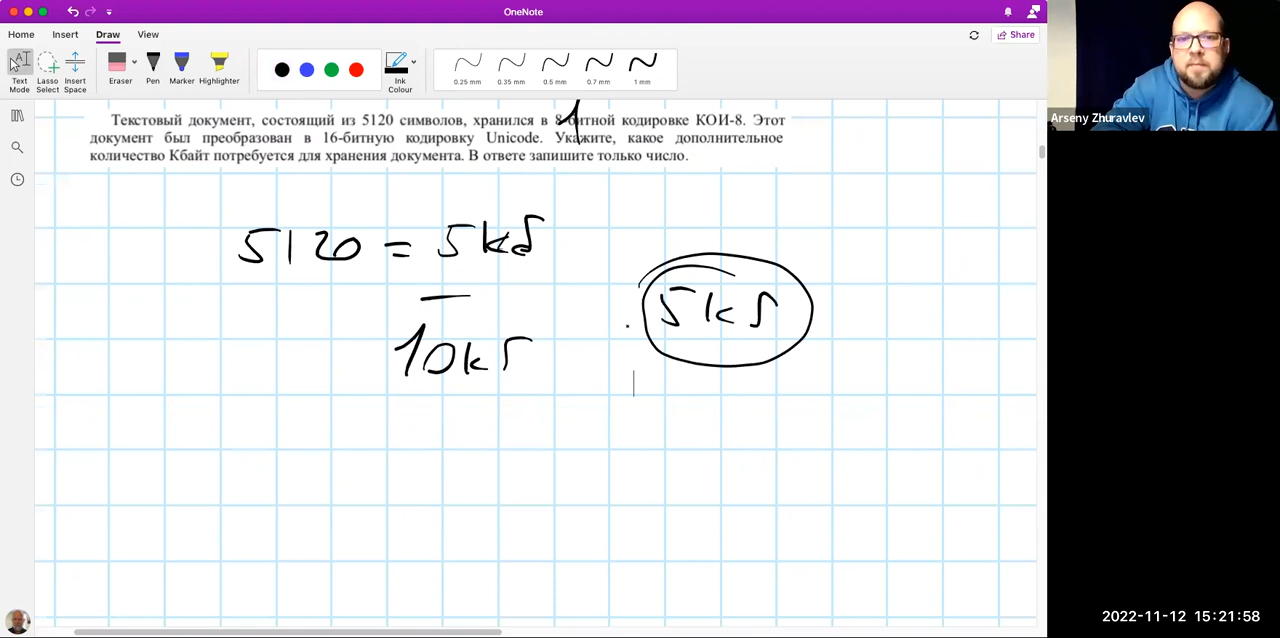 OneNote
Home Insert Draw View
Share
Text Mode
Lasso Select
Insert Space
Eraser
Pen
Marker
Highlighter
Ink Colour
0.25 mm
0.35 mm
0.5 mm
0.7 mm
1 mm
Arseny Zhuravlev
Текстовый документ, состоящий из 5120 символов, хранился в 8-битной кодировке КОИ-8. Этот
документ был преобразован в 16-битную кодировку Unicode. Укажите, какое дополнительное
количество Кбайт потребуется для хранения документа. В ответе запишите только число.
1
5120 = 5кб
5кб
10кб
2022-11-12 15:21:58